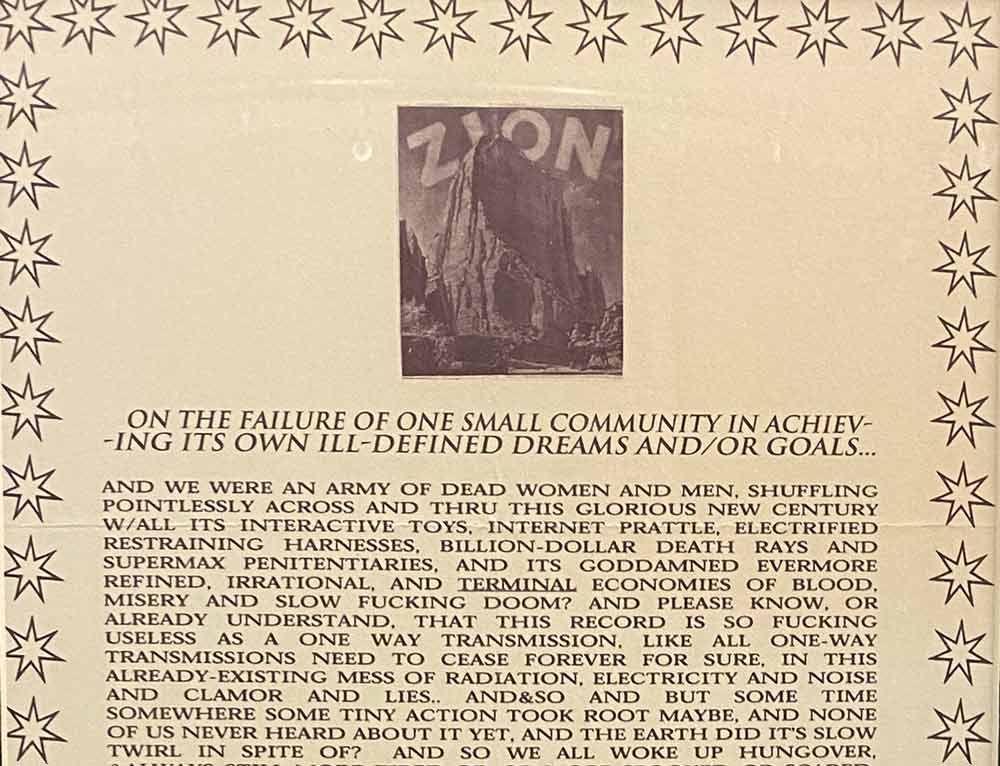 ZION
ON THE FAILURE OF ONE SMALL COMMUNITY IN ACHIEV-
-ING ITS OWN ILL-DEFINED DREAMS AND/OR GOALS...
AND WE WERE AN ARMY OF DEAD WOMEN AND MEN, SHUFFLING
POINTLESSLY ACROSS AND THRU THIS GLORIOUS NEW CENTURY
W/ALL ITS INTERACTIVE TOYS, INTERNET PRATTLE, ELECTRIFIED
RESTRAINING HARNESSES, BILLION-DOLLAR DEATH RAYS AND
SUPERMAX PENITENTIARIES, AND ITS GODDAMNED EVERMORE
REFINED, IRRATIONAL, AND TERMINAL ECONOMIES OF BLOOD,
MISERY AND SLOW FUCKING DOOM? AND PLEASE KNOW, OR
ALREADY UNDERSTAND, THAT THIS RECORD IS SO FUCKING
USELESS AS A ONE WAY TRANSMISSION, LIKE ALL ONE-WAY
TRANSMISSIONS NEED TO CEASE FOREVER FOR SURE, IN THIS
ALREADY-EXISTING MESS OF RADIATION, ELECTRICITY AND NOISE
AND CLAMOR AND LIES.. AND&SO AND BUT SOME TIME
SOMEWHERE SOME TINY ACTION TOOK ROOT MAYBE, AND NONE
OF US NEVER HEARD ABOUT IT YET, AND THE EARTH DID IT'S SLOW
TWIRL IN SPITE OF? AND SO WE ALL WOKE UP HUNGOVER,